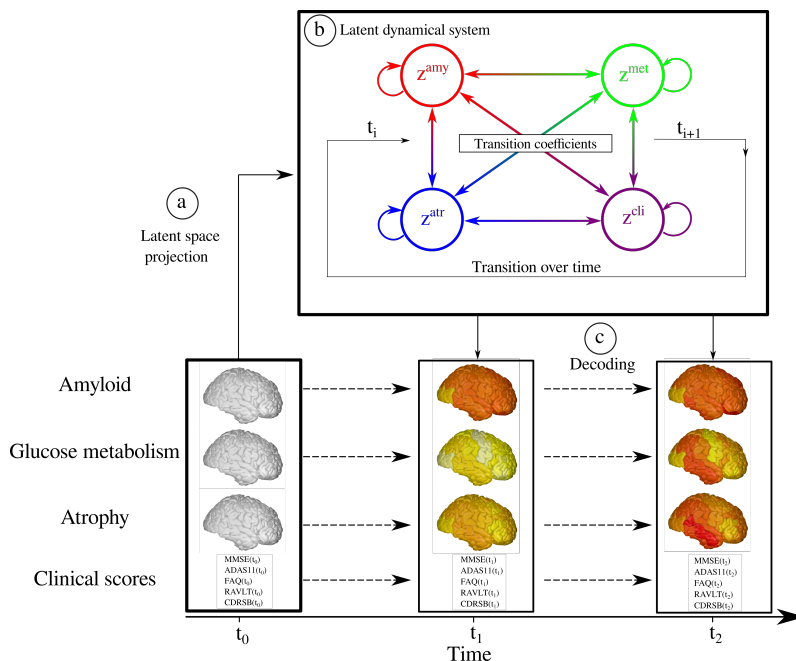 b
Latent dynamical system
z^amy
z^met
t_i
t_i+1
Transition coefficients
z^atr
z^cli
Transition over time
a
Latent space
projection
c
Decoding
Amyloid
Glucose metabolism
Atrophy
Clinical scores
MMSE(t_0)
ADAS11(t_0)
FAQ(t_0)
RAVLT(t_0)
CDRSB(t_0)
MMSE(t_1)
ADAS11(t_1)
FAQ(t_1)
RAVLT(t_1)
CDRSB(t_1)
MMSE(t_2)
ADAS11(t_2)
FAQ(t_2)
RAVLT(t_2)
CDRSB(t_2)
t_0
t_1
t_2
Time